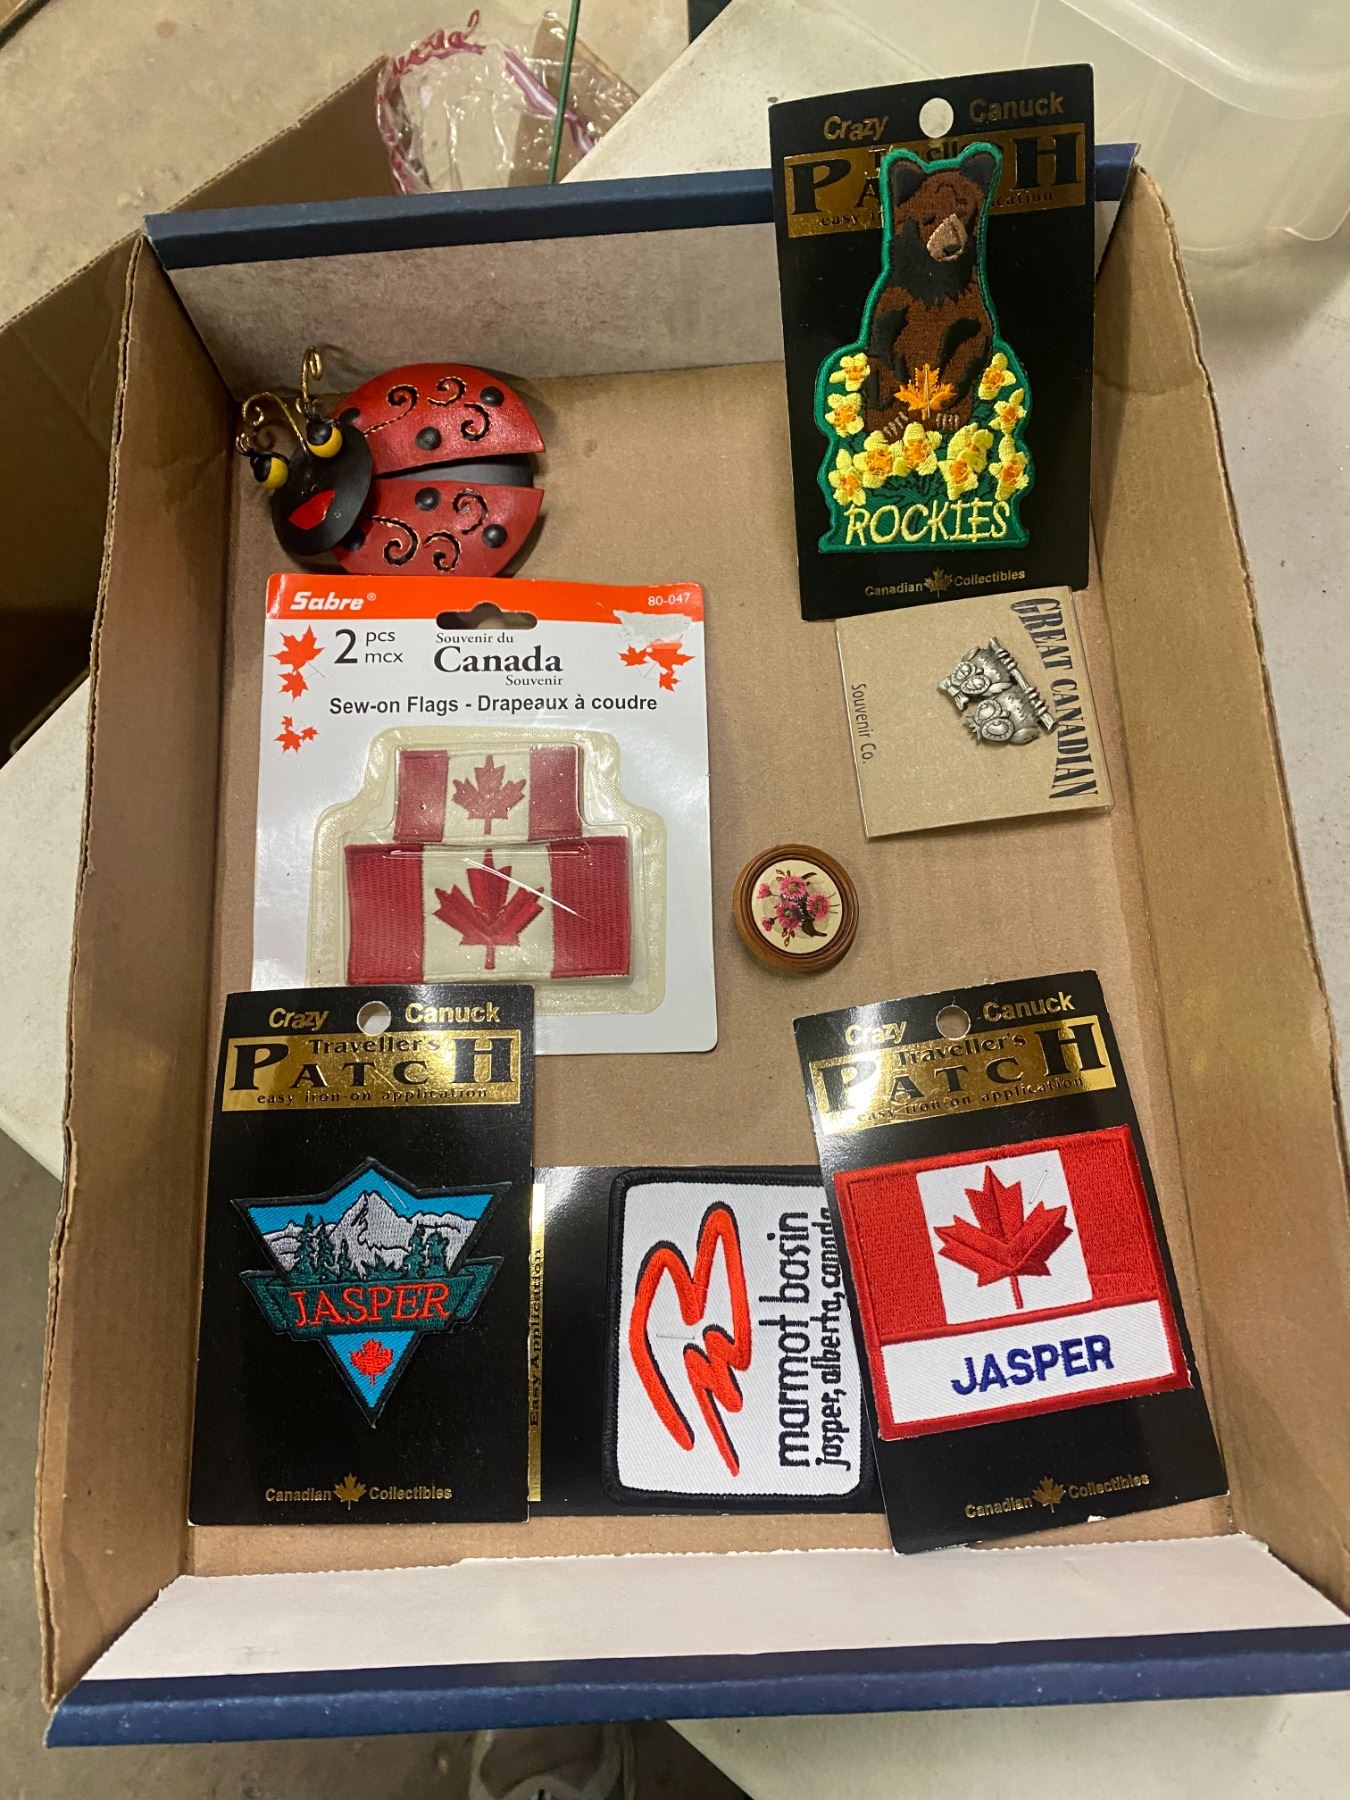 Crazy Canuck
PATCH
easy
ROCKIES
Canadian Collectibles
Sabre®
80-047
2 pcs
mcx
Souvenir du
Canada
Souvenir
Sew-on Flags - Drapeaux à coudre
GREAT CANADIAN
Souvenir Co.
Crazy Canuck
Traveller's
PATCH
easy iron-on application
JASPER
Canadian Collectibles
Easy Application
marmot basin
jasper, alberta, canada
Crazy Canuck
Traveller's
PATCH
easy iron-on application
JASPER
Canadian Collectibles